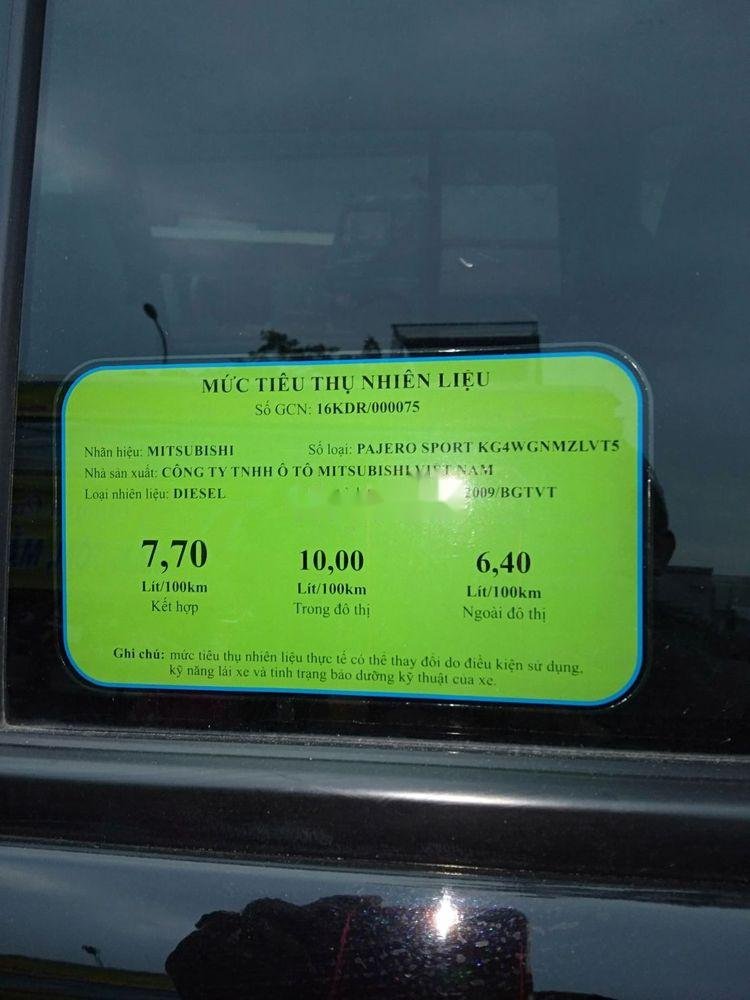 MỨC TIÊU THỤ NHIÊN LIỆU
Số GCN: 16KDR/000075
Nhãn hiệu: MITSUBISHI Số loại: PAJERO SPORT KG4WGNMZLVT5
Nhà sản xuất: CÔNG TY TNHH Ô TÔ MITSUBISHI VIỆT NAM
Loại nhiên liệu: DIESEL 2009/BGTVT
7,70 10,00 6,40
Lít/100km Lít/100km Lít/100km
Kết hợp Trong đô thị Ngoài đô thị
Ghi chú: mức tiêu thụ nhiên liệu thực tế có thể thay đổi do điều kiện sử dụng,
kỹ năng lái xe và tình trạng bảo dưỡng kỹ thuật của xe.